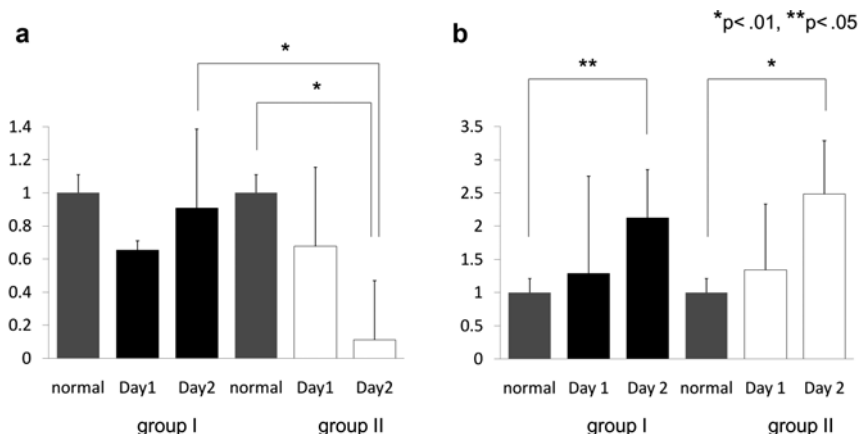 *p< .01, **p< .05
a
*
*
1.4
1.2
1
0.8
0.6
0.4
0.2
0
normal Day1 Day2 normal Day1 Day2
group I group II
b
**
*
3.5
3
2.5
2
1.5
1
0.5
0
normal Day 1 Day 2 normal Day 1 Day 2
group I group II